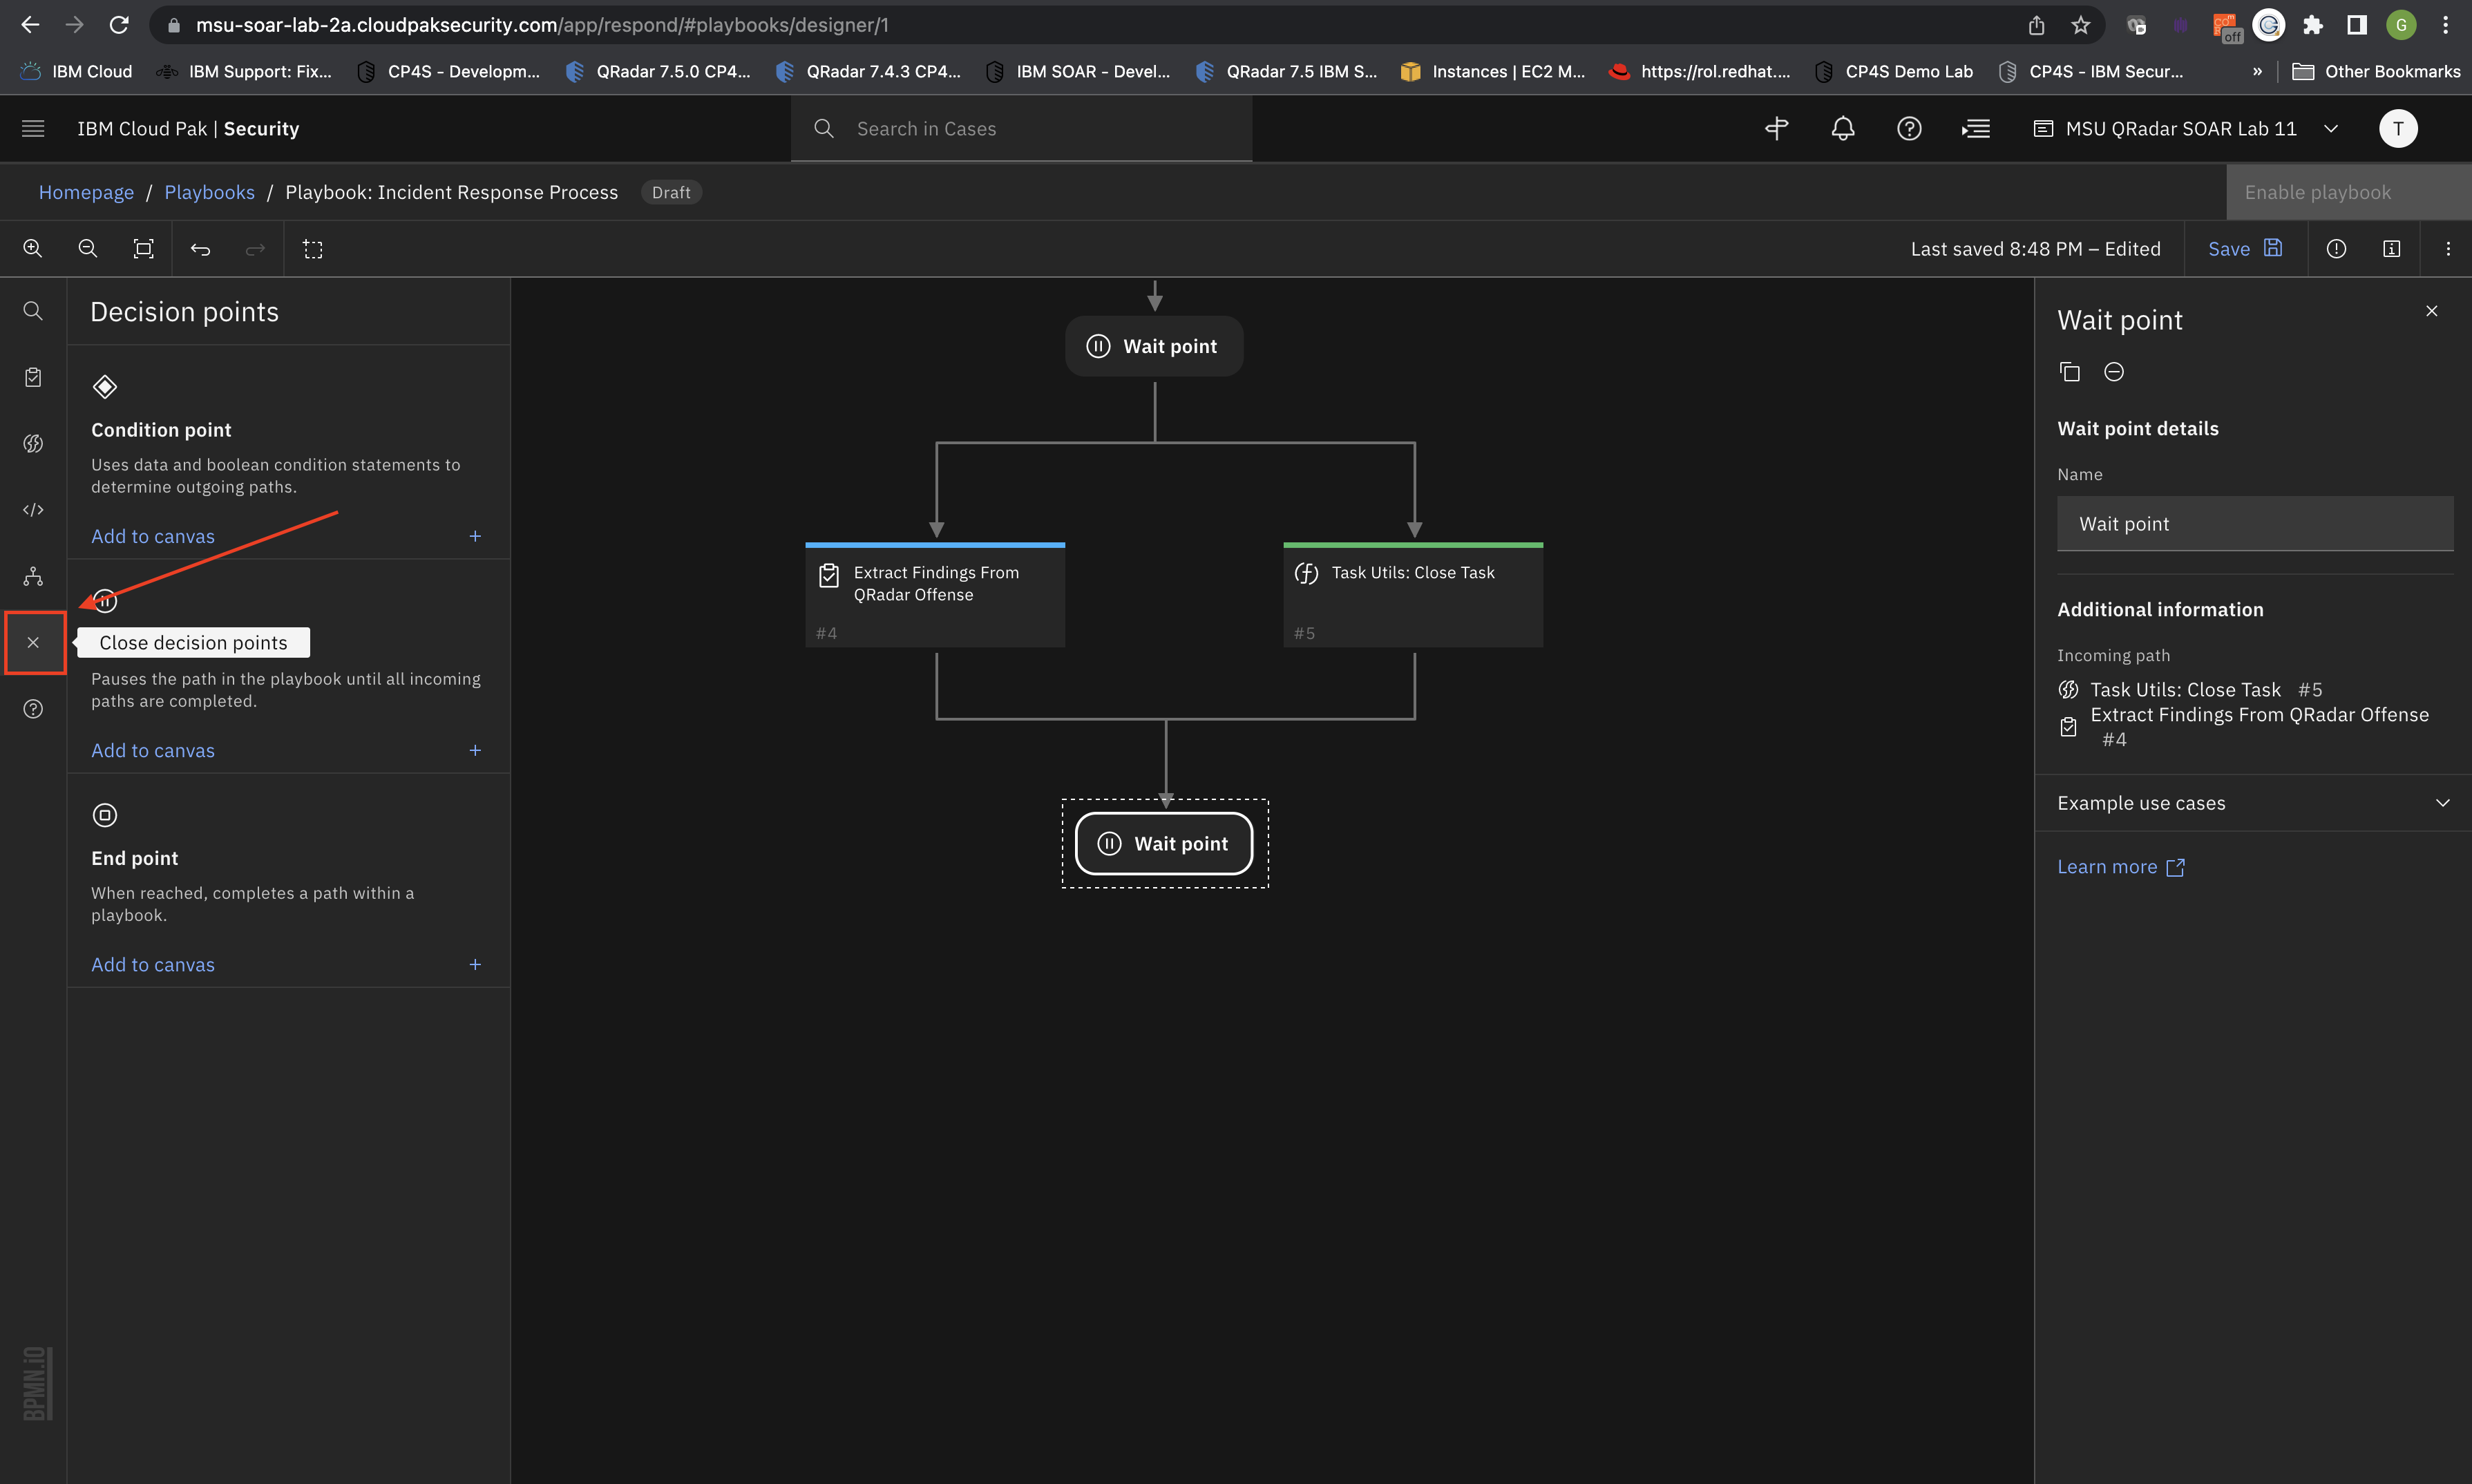 msu-soar-lab-2a.cloudpaksecurity.com/app/respond/#playbooks/designer/1
off
G
IBM Cloud
IBM Support: Fix...
CP4S - Developm...
QRadar 7.5.0 CP4...
QRadar 7.4.3 CP4...
IBM SOAR - Devel...
QRadar 7.5 IBM S...
Instances | EC2 M...
https://rol.redhat....
CP4S Demo Lab
CP4S - IBM Secur...
»
Other Bookmarks
IBM Cloud Pak | Security
Search in Cases
MSU QRadar SOAR Lab 11
T
Homepage / Playbooks / Playbook: Incident Response Process
Draft
Enable playbook
Last saved 8:48 PM – Edited
Save
Decision points
Condition point
Uses data and boolean condition statements to
determine outgoing paths.
Add to canvas +
Close decision points
Pauses the path in the playbook until all incoming
paths are completed.
Add to canvas +
End point
When reached, completes a path within a
playbook.
Add to canvas +
BPMN.iO
Wait point
Extract Findings From
QRadar Offense
#4
Task Utils: Close Task
#5
Wait point
Wait point
Wait point details
Name
Wait point
Additional information
Incoming path
Task Utils: Close Task #5
Extract Findings From QRadar Offense
#4
Example use cases
Learn more